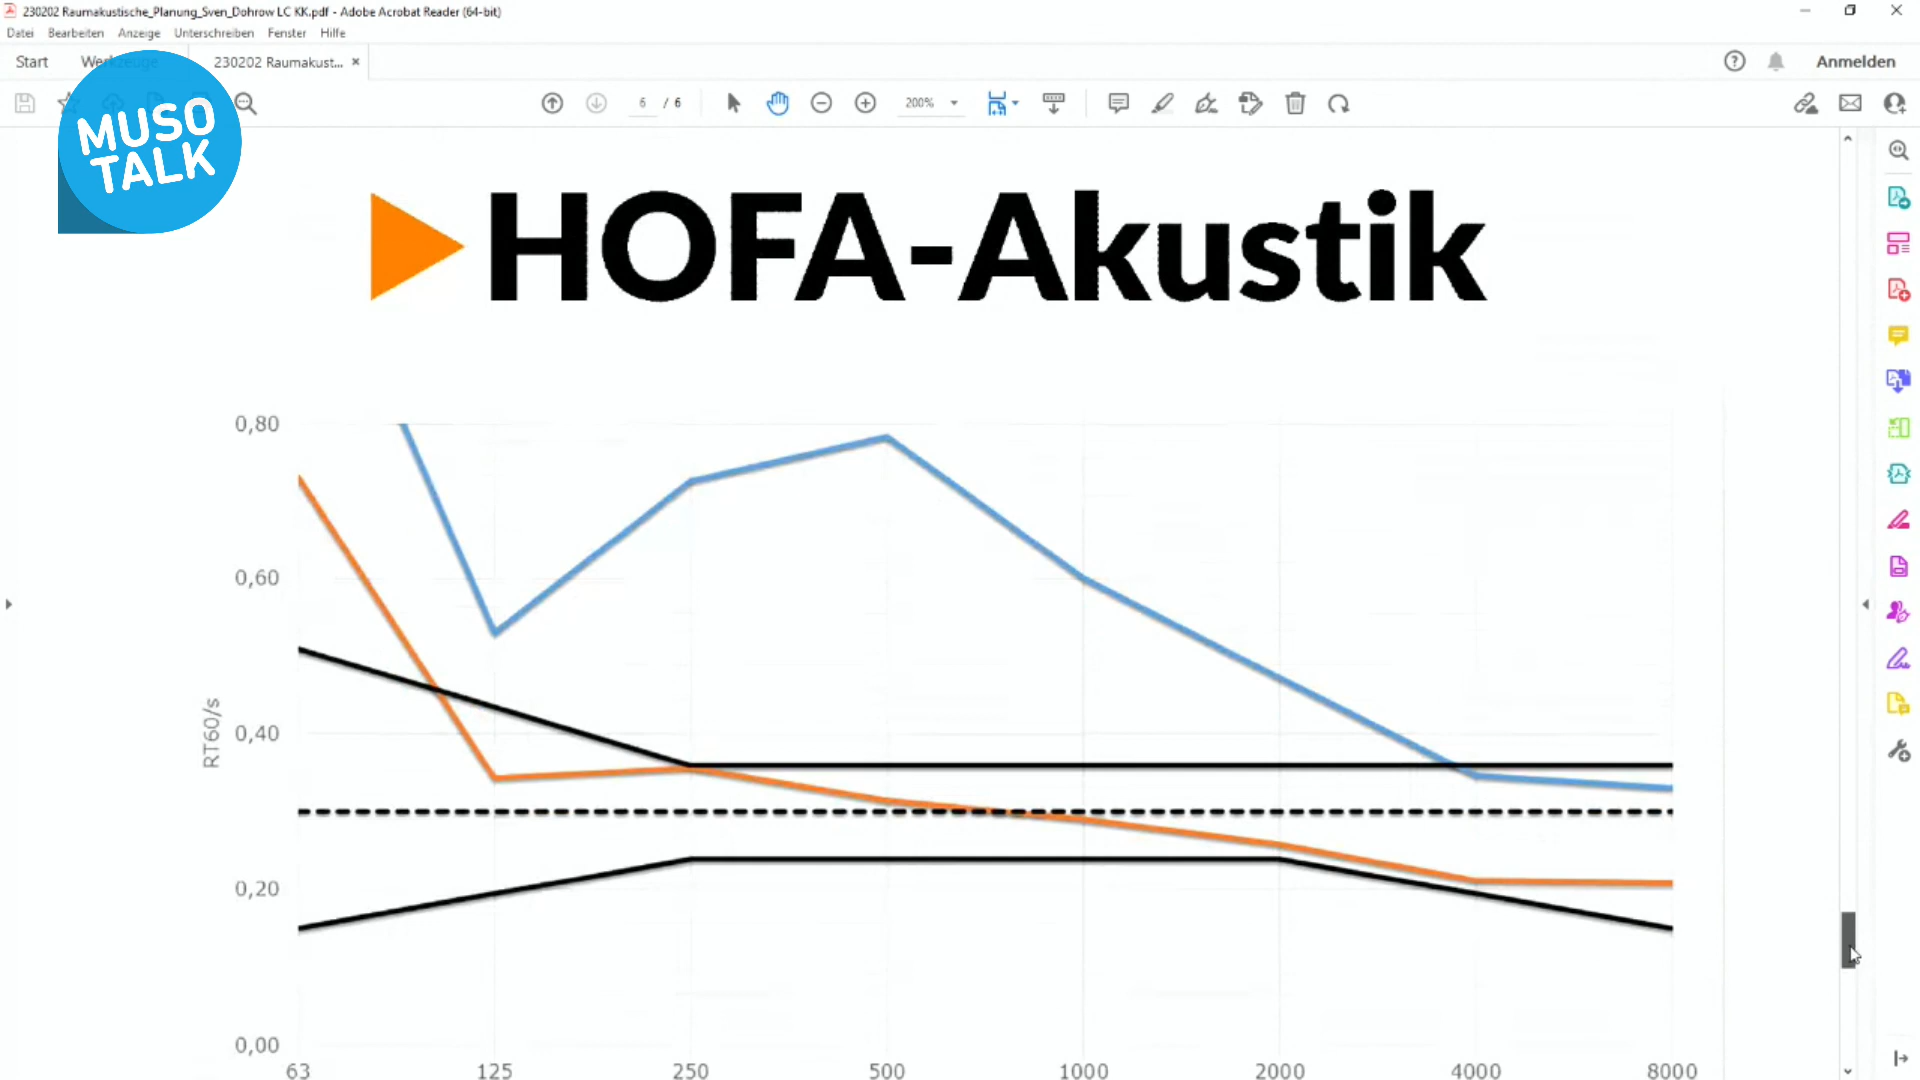 230202 Raumakustische_Planung_Sven_Dohrow LC KK.pdf - Adobe Acrobat Reader (64-bit)
Datei Bearbeiten Anzeige Unterschreiben Fenster Hilfe
Start Werkzeuge 230202 Raumakust... × Anmelden
6 / 6 200%
MUSO
TALK
HOFA-Akustik
0,80
0,60
RT60/s
0,40
0,20
0,00
63 125 250 500 1000 2000 4000 8000